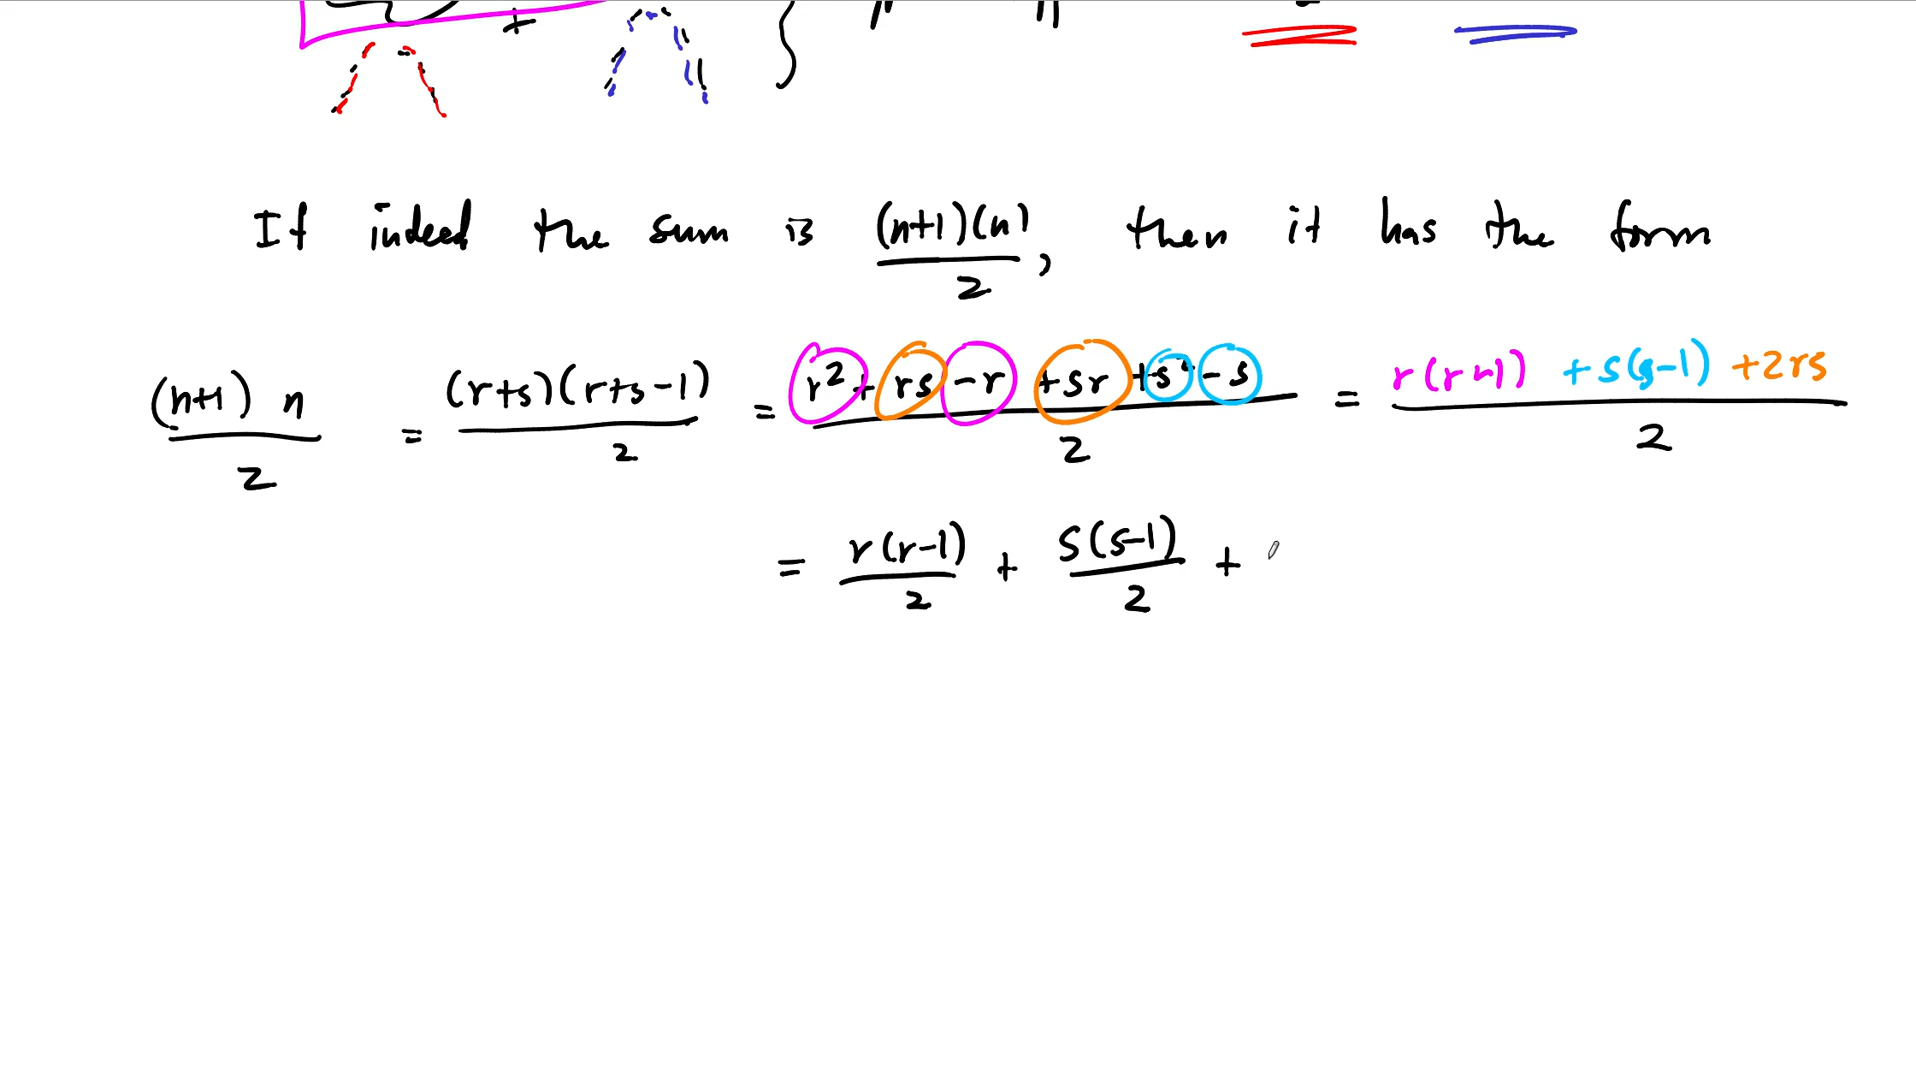 If indeed the sum is (n+1)(n)/2, then it has the form
(n+1) n/2 = (r+s)(r+s-1)/2 = r²+rs-r+sr+s²-s/2 = r(r-1)+s(s-1)+2rs/2
= r(r-1)/2 + s(s-1)/2 +